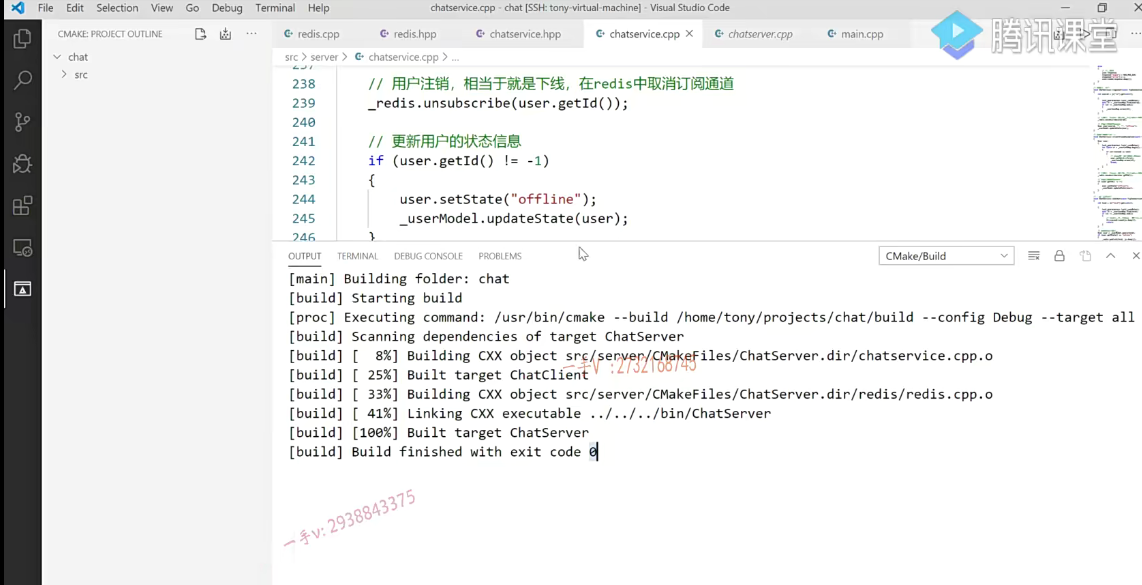 File Edit Selection View Go Debug Terminal Help chatservice.cpp - chat [SSH: tony-virtual-machine] - Visual Studio Code
CMAKE: PROJECT OUTLINE
chat
src
redis.cpp redis.hpp chatservice.hpp chatservice.cpp chatserver.cpp main.cpp
腾讯课堂
src > server > chatservice.cpp > ...
237
238 // 用户注销，相当于就是下线，在redis中取消订阅通道
239 _redis.unsubscribe(user.getId());
240
241 // 更新用户的状态信息
242 if (user.getId() != -1)
243 {
244 user.setState("offline");
245 _userModel.updateState(user);
246 }
OUTPUT TERMINAL DEBUG CONSOLE PROBLEMS CMake/Build
[main] Building folder: chat
[build] Starting build
[proc] Executing command: /usr/bin/cmake --build /home/tony/projects/chat/build --config Debug --target all
[build] Scanning dependencies of target ChatServer
[build] [  8%] Building CXX object src/server/CMakeFiles/ChatServer.dir/chatservice.cpp.o
一手V :2732168745
[build] [ 25%] Built target ChatClient
[build] [ 33%] Building CXX object src/server/CMakeFiles/ChatServer.dir/redis/redis.cpp.o
[build] [ 41%] Linking CXX executable ../../../bin/ChatServer
[build] [100%] Built target ChatServer
[build] Build finished with exit code 0
一手v: 2938843375